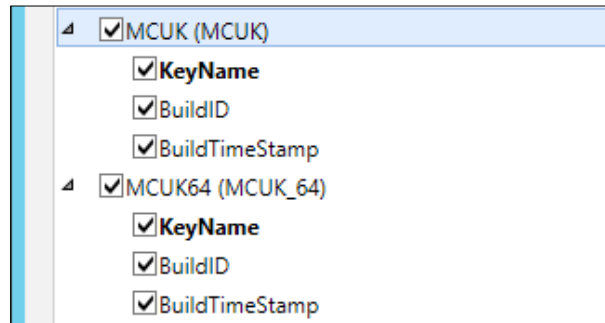 MCUK (MCUK)
KeyName
BuildID
BuildTimeStamp
MCUK64 (MCUK_64)
KeyName
BuildID
BuildTimeStamp